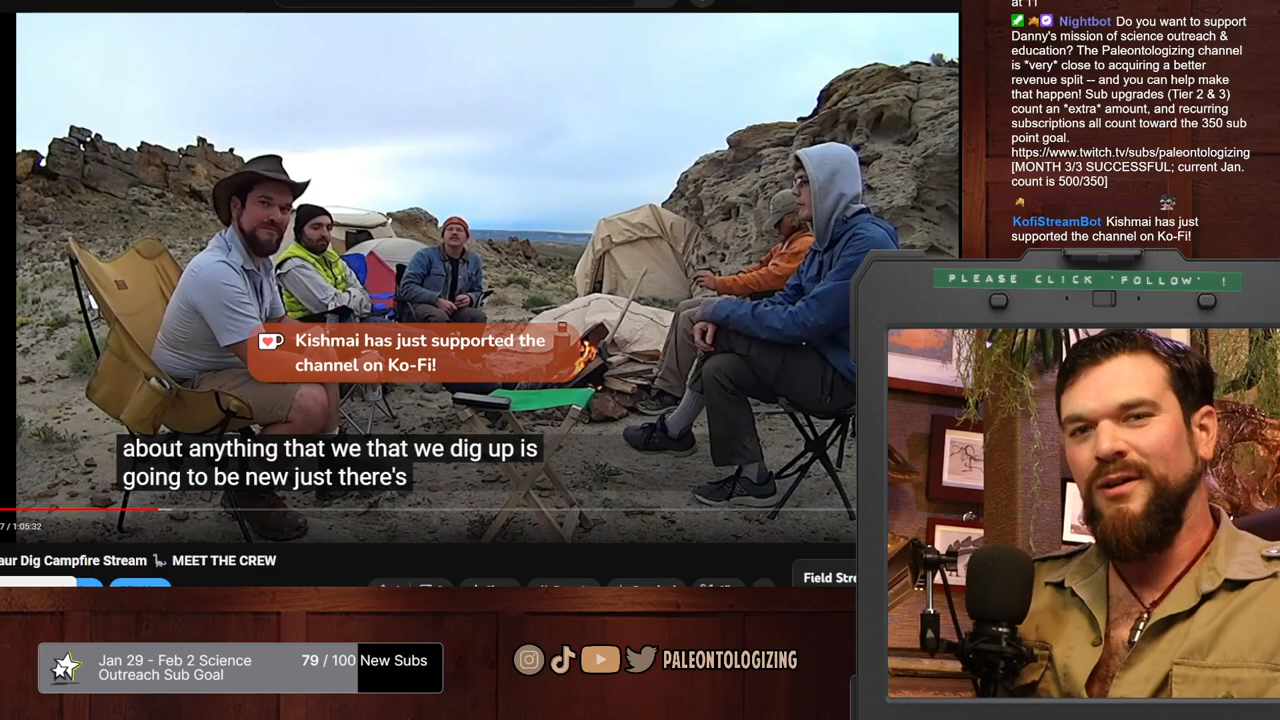 at 11
Nightbot Do you want to support
Danny's mission of science outreach &
education? The Paleontologizing channel
is *very* close to acquiring a better
revenue split -- and you can help make
that happen! Sub upgrades (Tier 2 & 3)
count an *extra* amount, and recurring
subscriptions all count toward the 350 sub
point goal.
https://www.twitch.tv/subs/paleontologizing
[MONTH 3/3 SUCCESSFUL; current Jan.
count is 500/350]
KofiStreamBot Kishmai has just
supported the channel on Ko-Fi!
PLEASE CLICK 'FOLLOW' !
Kishmai has just supported the
channel on Ko-Fi!
about anything that we that we dig up is
going to be new just there's
7 / 1:05:32
aur Dig Campfire Stream MEET THE CREW
Field Stre
Jan 29 - Feb 2 Science
Outreach Sub Goal
79 / 100 New Subs
PALEONTOLOGIZING